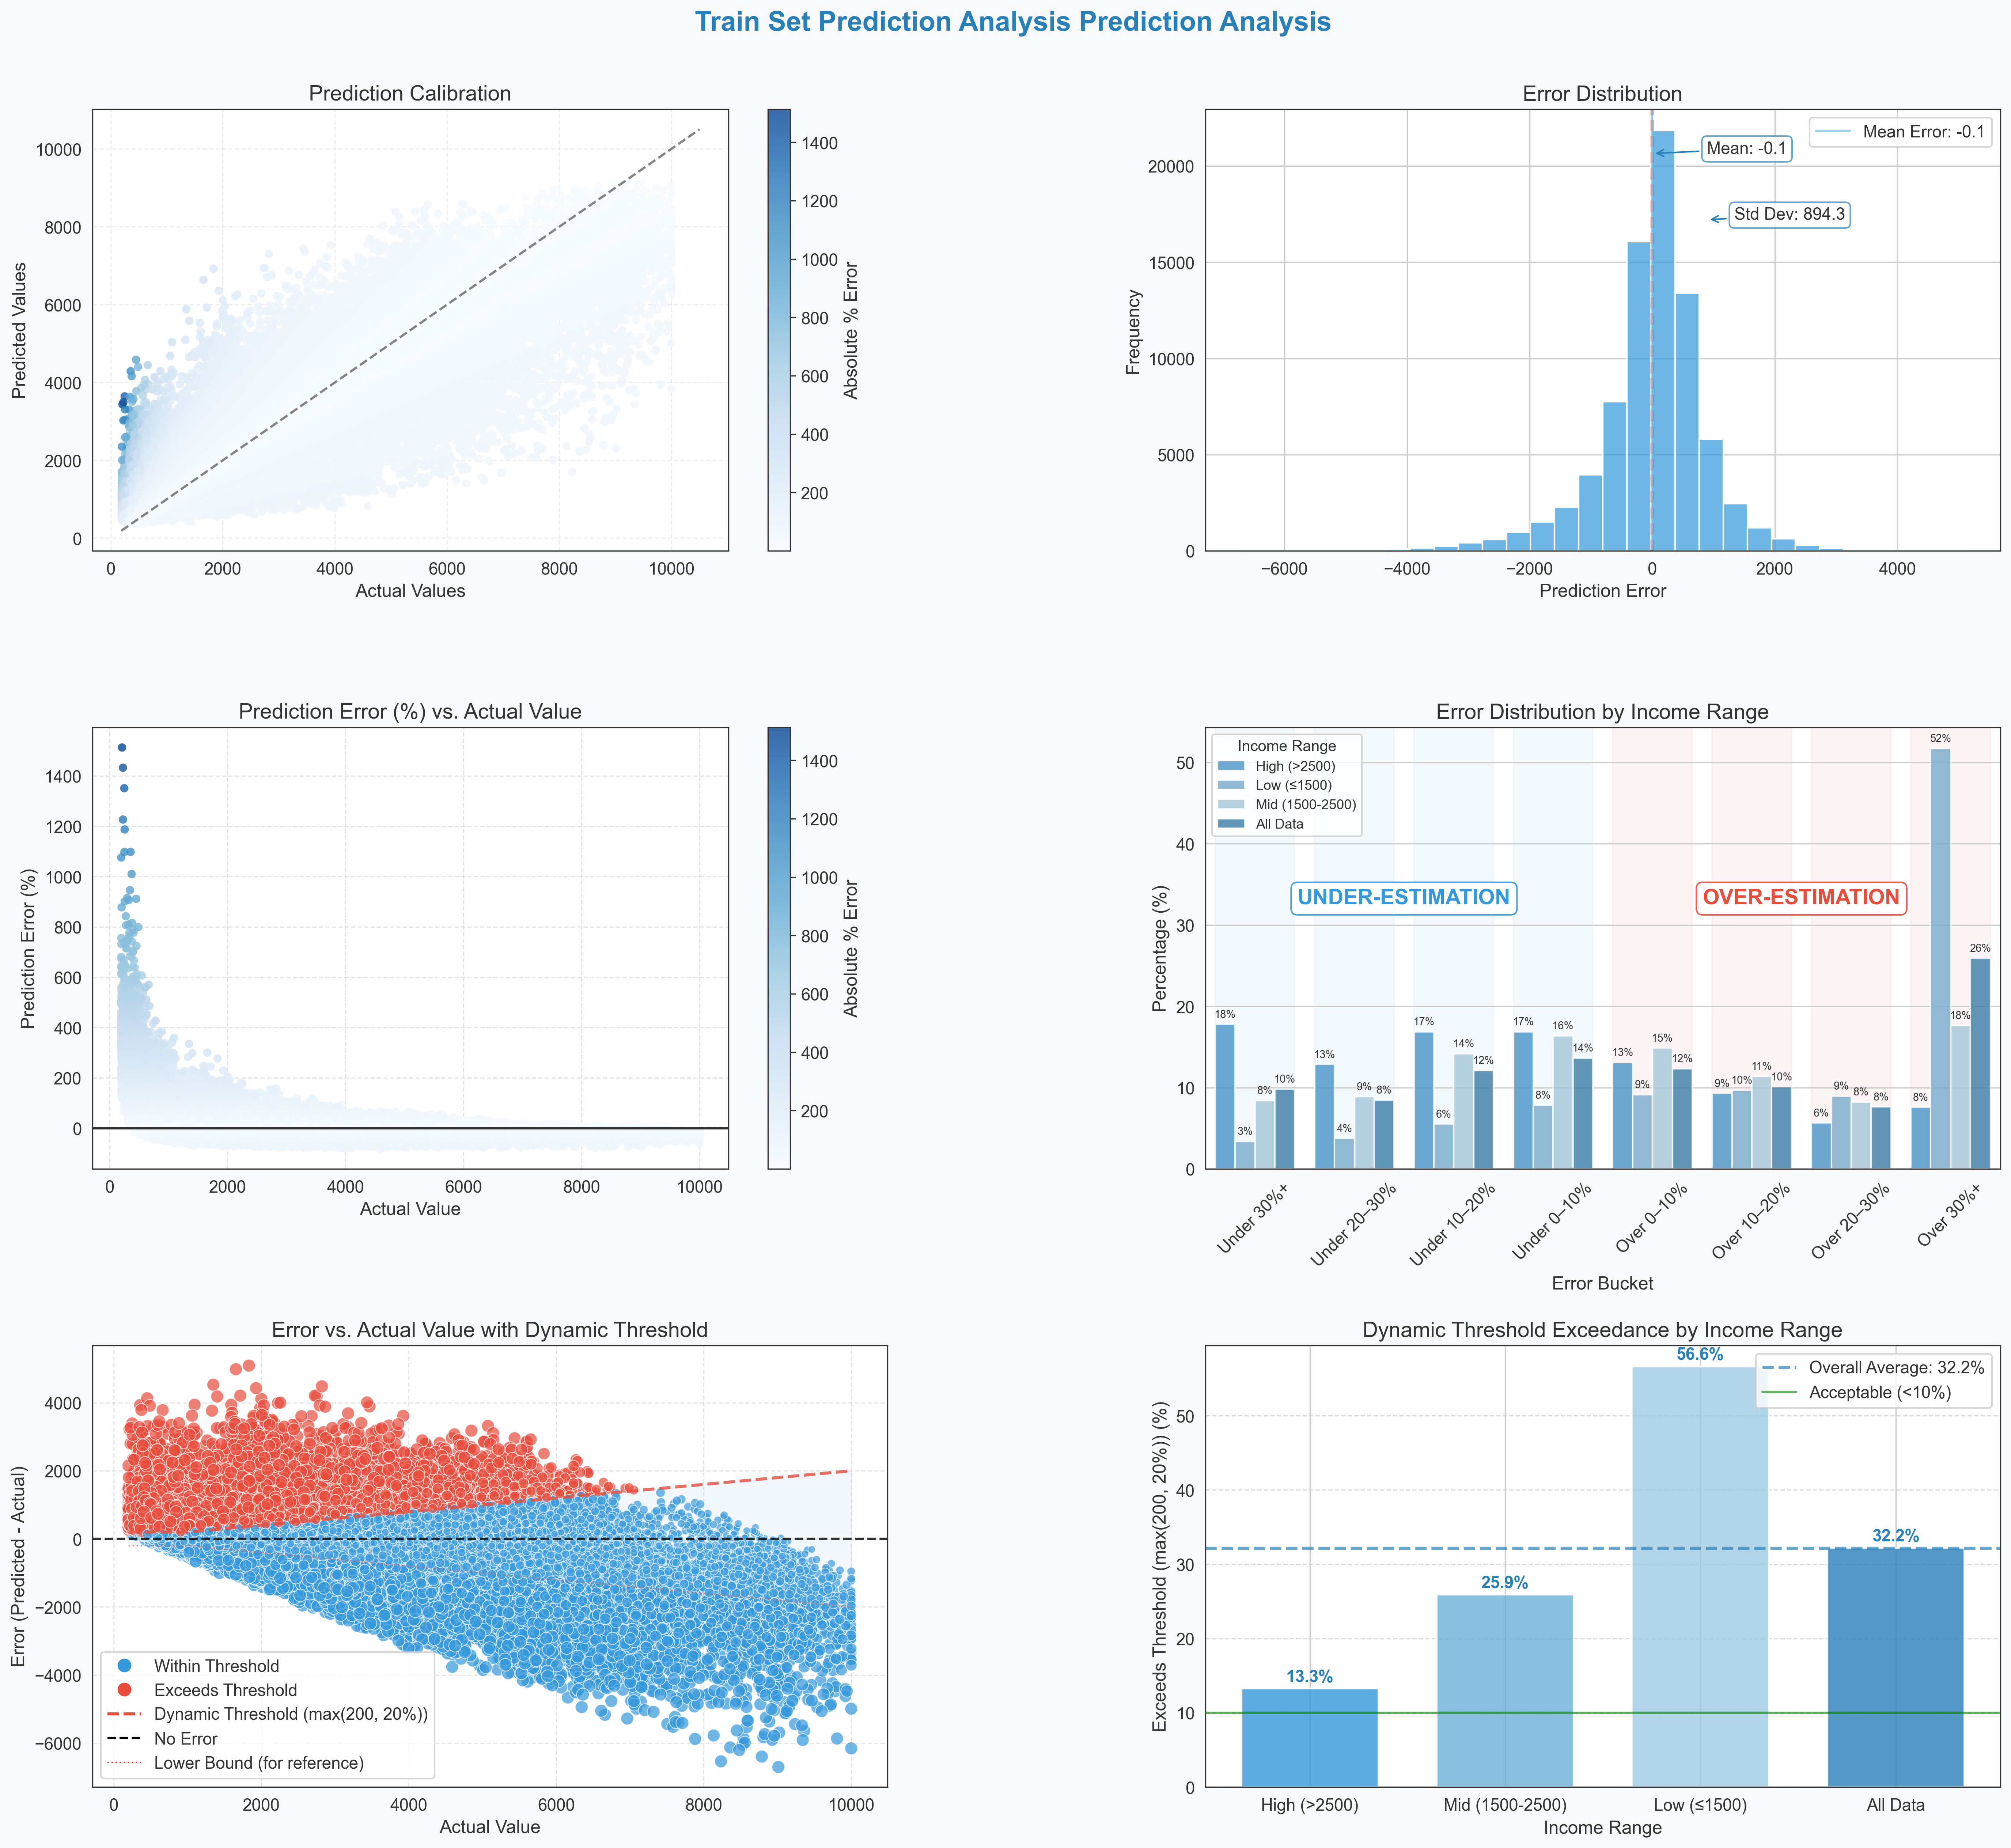 Train Set Prediction Analysis Prediction Analysis
Prediction Calibration
10000
8000
6000
4000
2000
0
Predicted Values
0 2000 4000 6000 8000 10000
Actual Values
1400
1200
1000
800
600
400
200
Absolute % Error
Error Distribution
Mean Error: -0.1
Mean: -0.1
Std Dev: 894.3
20000
15000
10000
5000
0
Frequency
−6000 −4000 −2000 0 2000 4000
Prediction Error
Prediction Error (%) vs. Actual Value
1400
1200
1000
800
600
400
200
0
Prediction Error (%)
0 2000 4000 6000 8000 10000
Actual Value
1400
1200
1000
800
600
400
200
Absolute % Error
Error Distribution by Income Range
Income Range
High (>2500)
Low (≤1500)
Mid (1500-2500)
All Data
UNDER-ESTIMATION
OVER-ESTIMATION
50
40
30
20
10
0
Percentage (%)
18% 3% 8% 10%
13% 4% 9% 8%
17% 6% 14% 12%
17% 8% 16% 14%
13% 9% 15% 12%
9% 10% 11% 10%
6% 9% 8% 8%
8% 52% 18% 26%
Under 30%+
Under 20–30%
Under 10–20%
Under 0–10%
Over 0–10%
Over 10–20%
Over 20–30%
Over 30%+
Error Bucket
Error vs. Actual Value with Dynamic Threshold
4000
2000
0
−2000
−4000
−6000
Error (Predicted - Actual)
Within Threshold
Exceeds Threshold
Dynamic Threshold (max(200, 20%))
No Error
Lower Bound (for reference)
0 2000 4000 6000 8000 10000
Actual Value
Dynamic Threshold Exceedance by Income Range
Overall Average: 32.2%
Acceptable (<10%)
50
40
30
20
10
0
Exceeds Threshold (max(200, 20%)) (%)
13.3%
25.9%
56.6%
32.2%
High (>2500) Mid (1500-2500) Low (≤1500) All Data
Income Range